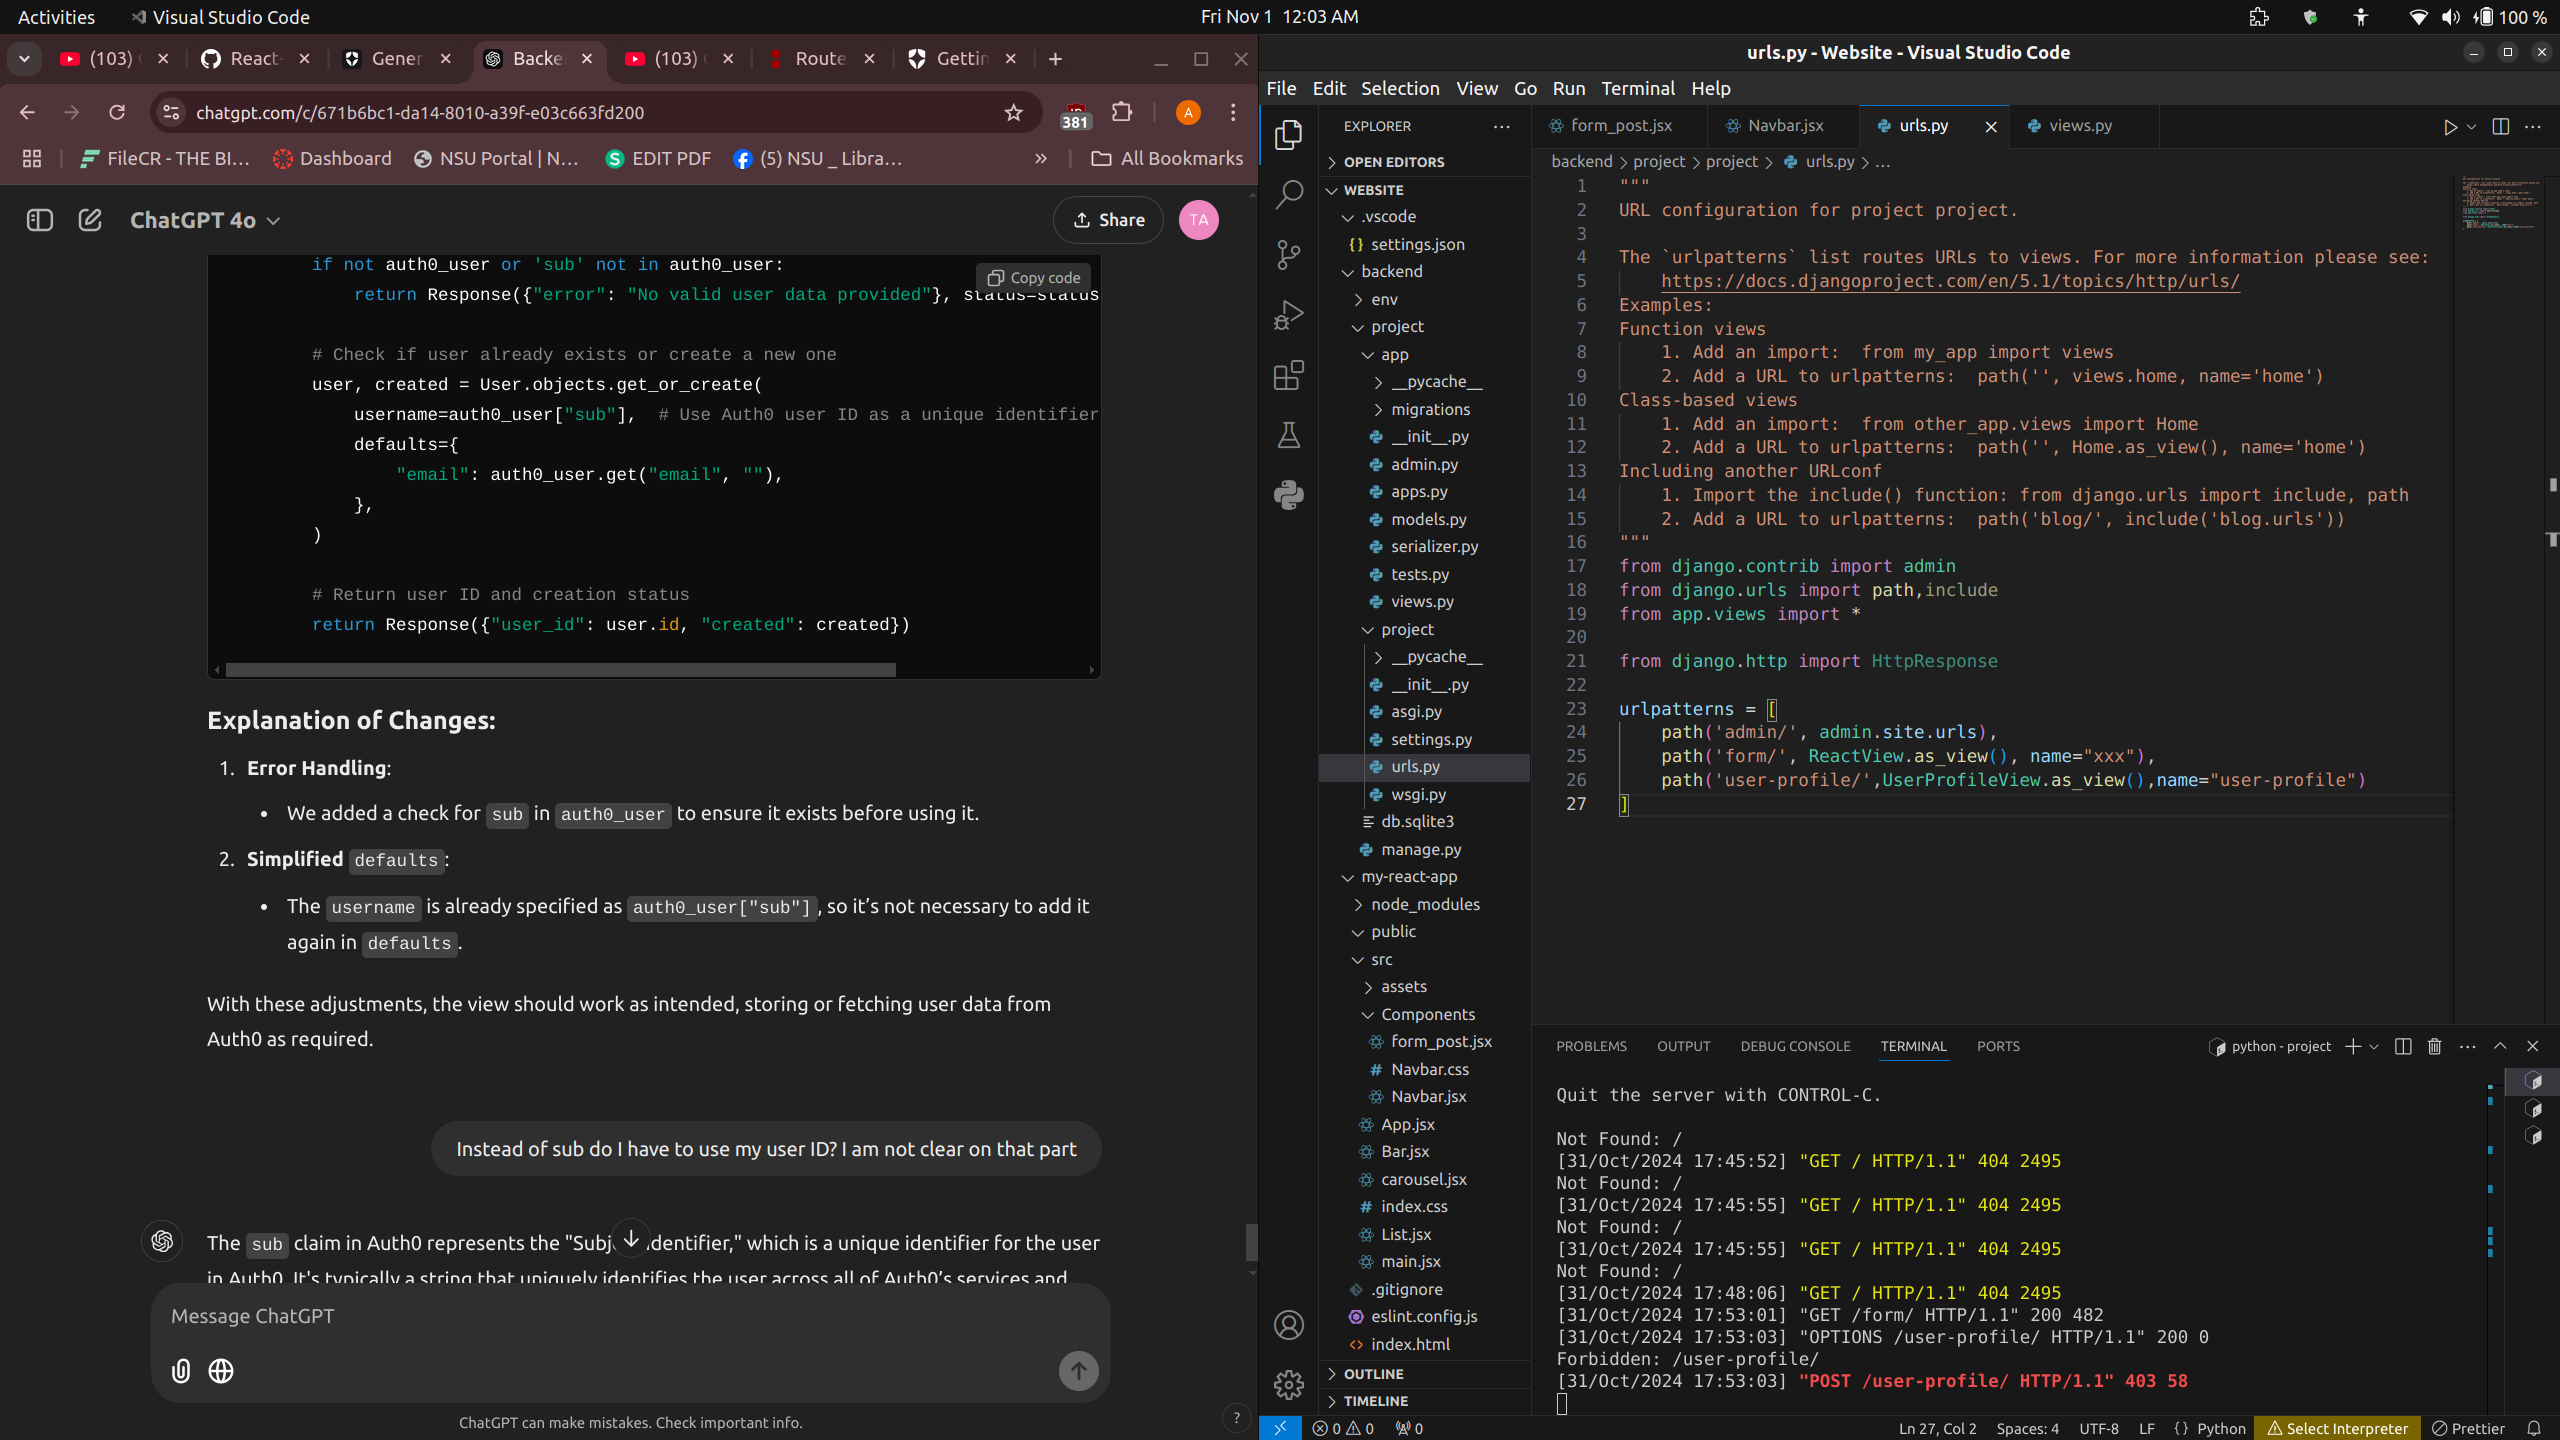 Activities
Visual Studio Code
Fri Nov 1 12:03 AM
100 %
(103)
React-
Gener
Backe
(103)
Route
Gettin
chatgpt.com/c/671b6bc1-da14-8010-a39f-e03c663fd200
381
A
FileCR - THE BI...
Dashboard
NSU Portal | N...
EDIT PDF
(5) NSU _ Libra...
All Bookmarks
ChatGPT 4o
Share
TA
if not auth0_user or 'sub' not in auth0_user:
Copy code
return Response({"error": "No valid user data provided"}, status=status
# Check if user already exists or create a new one
user, created = User.objects.get_or_create(
username=auth0_user["sub"],  # Use Auth0 user ID as a unique identifier
defaults={
"email": auth0_user.get("email", ""),
},
)
# Return user ID and creation status
return Response({"user_id": user.id, "created": created})
Explanation of Changes:
1. Error Handling:
• We added a check for sub in auth0_user to ensure it exists before using it.
2. Simplified defaults:
• The username is already specified as auth0_user["sub"], so it’s not necessary to add it
again in defaults.
With these adjustments, the view should work as intended, storing or fetching user data from
Auth0 as required.
Instead of sub do I have to use my user ID? I am not clear on that part
The sub claim in Auth0 represents the "Subj identifier," which is a unique identifier for the user
in Auth0. It's typically a string that uniquely identifies the user across all of Auth0’s services and
Message ChatGPT
ChatGPT can make mistakes. Check important info.
?
urls.py - Website - Visual Studio Code
File Edit Selection View Go Run Terminal Help
EXPLORER
OPEN EDITORS
WEBSITE
.vscode
settings.json
backend
env
project
app
__pycache__
migrations
__init__.py
admin.py
apps.py
models.py
serializer.py
tests.py
views.py
project
__pycache__
__init__.py
asgi.py
settings.py
urls.py
wsgi.py
db.sqlite3
manage.py
my-react-app
node_modules
public
src
assets
Components
form_post.jsx
Navbar.css
Navbar.jsx
App.jsx
Bar.jsx
carousel.jsx
index.css
List.jsx
main.jsx
.gitignore
eslint.config.js
index.html
OUTLINE
TIMELINE
form_post.jsx
Navbar.jsx
urls.py
views.py
backend > project > project > urls.py > ...
1 """
2 URL configuration for project project.
3
4 The `urlpatterns` list routes URLs to views. For more information please see:
5 https://docs.djangoproject.com/en/5.1/topics/http/urls/
6 Examples:
7 Function views
8 1. Add an import:  from my_app import views
9 2. Add a URL to urlpatterns:  path('', views.home, name='home')
10 Class-based views
11 1. Add an import:  from other_app.views import Home
12 2. Add a URL to urlpatterns:  path('', Home.as_view(), name='home')
13 Including another URLconf
14 1. Import the include() function: from django.urls import include, path
15 2. Add a URL to urlpatterns:  path('blog/', include('blog.urls'))
16 """
17 from django.contrib import admin
18 from django.urls import path,include
19 from app.views import *
20
21 from django.http import HttpResponse
22
23 urlpatterns = [
24 path('admin/', admin.site.urls),
25 path('form/', ReactView.as_view(), name="xxx"),
26 path('user-profile/',UserProfileView.as_view(),name="user-profile")
27 ]
PROBLEMS OUTPUT DEBUG CONSOLE TERMINAL PORTS
python - project
Quit the server with CONTROL-C.
Not Found: /
[31/Oct/2024 17:45:52] "GET / HTTP/1.1" 404 2495
Not Found: /
[31/Oct/2024 17:45:55] "GET / HTTP/1.1" 404 2495
Not Found: /
[31/Oct/2024 17:45:55] "GET / HTTP/1.1" 404 2495
Not Found: /
[31/Oct/2024 17:48:06] "GET / HTTP/1.1" 404 2495
[31/Oct/2024 17:53:01] "GET /form/ HTTP/1.1" 200 482
[31/Oct/2024 17:53:03] "OPTIONS /user-profile/ HTTP/1.1" 200 0
Forbidden: /user-profile/
[31/Oct/2024 17:53:03] "POST /user-profile/ HTTP/1.1" 403 58
0 0 0
Ln 27, Col 2 Spaces: 4 UTF-8 LF {} Python Select Interpreter Prettier